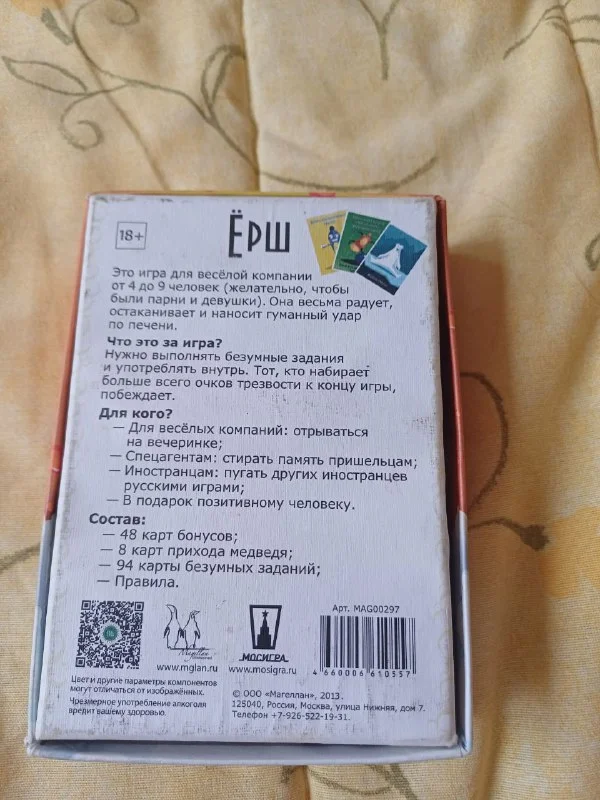 18+
ЁРШ
Это игра для весёлой компании
от 4 до 9 человек (желательно, чтобы
были парни и девушки). Она весьма радует,
остаканивает и наносит гуманный удар
по печени.
Что это за игра?
Нужно выполнять безумные задания
и употреблять внутрь. Тот, кто набирает
больше всего очков трезвости к концу игры,
побеждает.
Для кого?
— Для весёлых компаний: отрываться
на вечеринке;
— Спецагентам: стирать память пришельцам;
— Иностранцам: пугать других иностранцев
русскими играми;
— В подарок позитивному человеку.
Состав:
— 48 карт бонусов;
— 8 карт прихода медведя;
— 94 карты безумных заданий;
— Правила.
Magellan
www.mglan.ru
МОСИГРА
www.mosigra.ru
Арт. MAG00297
4 660006 610557
Цвет и другие параметры компонентов
могут отличаться от изображённых.
Чрезмерное употребление алкоголя
вредит вашему здоровью.
© ООО «Магеллан», 2013.
125040, Россия, Москва, улица Нижняя, дом 7.
Телефон +7-926-522-19-31.